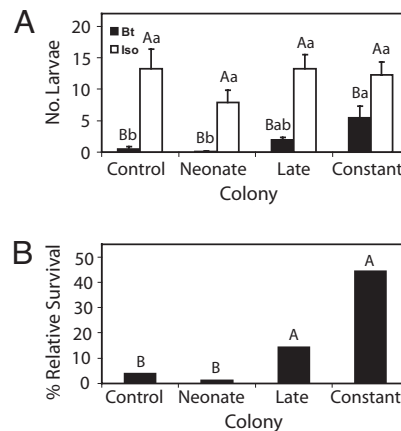 A
No. Larvae
20
15
10
5
0
Bt
Iso
Bb
Aa
Bb
Aa
Bab
Aa
Ba
Aa
Control Neonate Late Constant
Colony
B
% Relative Survival
50
40
30
20
10
0
B
B
A
A
Control Neonate Late Constant
Colony